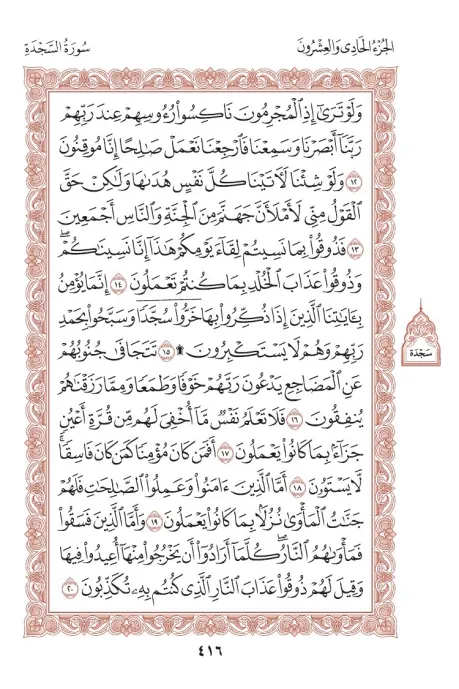 الجُزْءُ الحَادِي وَالعِشْرُونَ
سُورَةُ السَّجْدَةِ
وَلَوْ تَرَىٰٓ إِذِ ٱلْمُجْرِمُونَ نَاكِسُوا۟ رُءُوسِهِمْ عِندَ رَبِّهِمْ
رَبَّنَآ أَبْصَرْنَا وَسَمِعْنَا فَٱرْجِعْنَا نَعْمَلْ صَٰلِحًا إِنَّا مُوقِنُونَ
١٢ وَلَوْ شِئْنَا لَءَاتَيْنَا كُلَّ نَفْسٍ هُدَىٰهَا وَلَٰكِنْ حَقَّ
ٱلْقَوْلُ مِنِّى لَأَمْلَأَنَّ جَهَنَّمَ مِنَ ٱلْجِنَّةِ وَٱلنَّاسِ أَجْمَعِينَ
١٣ فَذُوقُوا۟ بِمَا نَسِيتُمْ لِقَآءَ يَوْمِكُمْ هَٰذَآ إِنَّا نَسِينَٰكُمْ ۖ
وَذُوقُوا۟ عَذَابَ ٱلْخُلْدِ بِمَا كُنتُمْ تَعْمَلُونَ ١٤ إِنَّمَا يُؤْمِنُ
بِـَٔايَٰتِنَا ٱلَّذِينَ إِذَا ذُكِّرُوا۟ بِهَا خَرُّوا۟ سُجَّدًا وَسَبَّحُوا۟ بِحَمْدِ
رَبِّهِمْ وَهُمْ لَا يَسْتَكْبِرُونَ ۩ ١٥ تَتَجَافَىٰ جُنُوبُهُمْ
عَنِ ٱلْمَضَاجِعِ يَدْعُونَ رَبَّهُمْ خَوْفًا وَطَمَعًا وَمِمَّا رَزَقْنَٰهُمْ
يُنفِقُونَ ١٦ فَلَا تَعْلَمُ نَفْسٌ مَّآ أُخْفِىَ لَهُم مِّن قُرَّةِ أَعْيُنٍ
جَزَآءًۢ بِمَا كَانُوا۟ يَعْمَلُونَ ١٧ أَفَمَن كَانَ مُؤْمِنًا كَمَن كَانَ فَاسِقًا ۚ
لَّا يَسْتَوُۥنَ ١٨ أَمَّا ٱلَّذِينَ ءَامَنُوا۟ وَعَمِلُوا۟ ٱلصَّٰلِحَٰتِ فَلَهُمْ
جَنَّٰتُ ٱلْمَأْوَىٰ نُزُلًۢا بِمَا كَانُوا۟ يَعْمَلُونَ ١٩ وَأَمَّا ٱلَّذِينَ فَسَقُوا۟
فَمَأْوَىٰهُمُ ٱلنَّارُ ۖ كُلَّمَآ أَرَادُوٓا۟ أَن يَخْرُجُوا۟ مِنْهَآ أُعِيدُوا۟ فِيهَا
وَقِيلَ لَهُمْ ذُوقُوا۟ عَذَابَ ٱلنَّارِ ٱلَّذِى كُنتُم بِهِۦ تُكَذِّبُونَ ٢٠
سَجْدَة
٤١٦